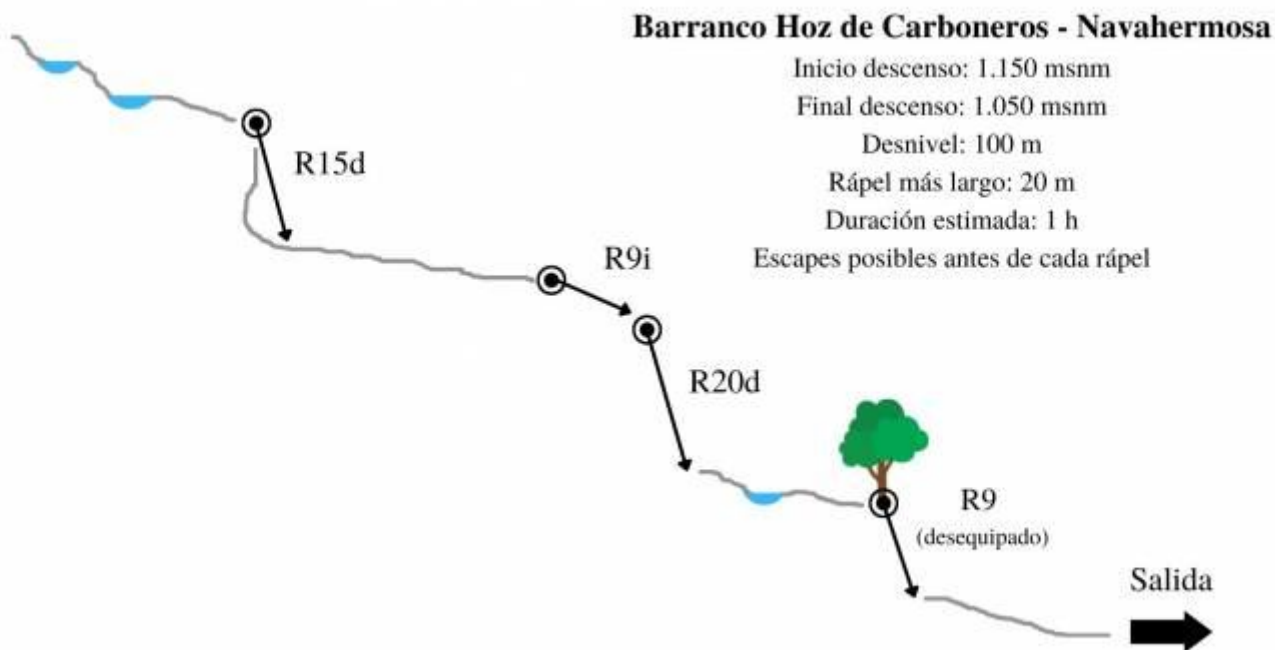 Barranco Hoz de Carboneros - Navahermosa
Inicio descenso: 1.150 msnm
Final descenso: 1.050 msnm
Desnivel: 100 m
Rápel más largo: 20 m
Duración estimada: 1 h
Escapes posibles antes de cada rápel
R15d
R9i
R20d
R9
(desequipado)
Salida